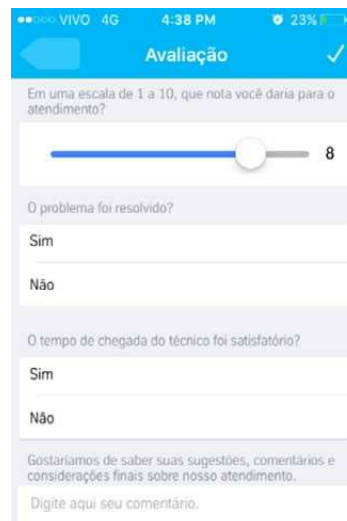 VIVO 4G 4:38 PM 23%
Avaliação
Em uma escala de 1 a 10, que nota você daria para o
atendimento?
8
O problema foi resolvido?
Sim
Não
O tempo de chegada do técnico foi satisfatório?
Sim
Não
Gostaríamos de saber suas sugestões, comentários e
considerações finais sobre nosso atendimento.
Digite aqui seu comentário.